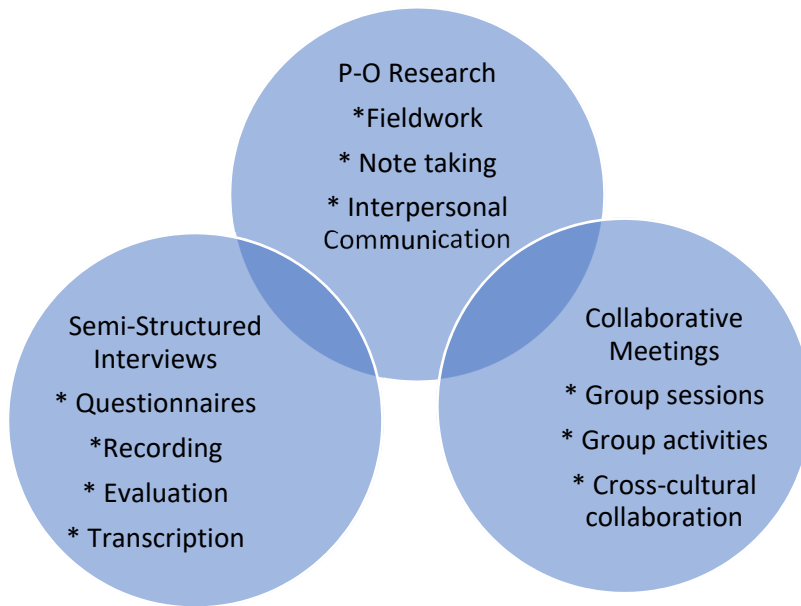 P-O Research
*Fieldwork
* Note taking
* Interpersonal
Communication
Semi-Structured
Interviews
* Questionnaires
*Recording
* Evaluation
* Transcription
Collaborative
Meetings
* Group sessions
* Group activities
* Cross-cultural
collaboration